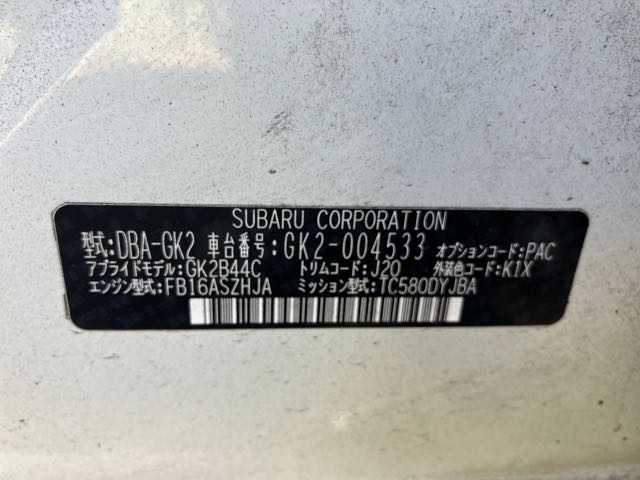 SUBARU CORPORATION
型式:DBA-GK2 車台番号:GK2-004533 オプションコード:PAC
アプライドモデル:GK2B44C トリムコード:J20 外装色コード:K1X
エンジン型式:FB16ASZHJA ミッション型式:TC580DYJBA